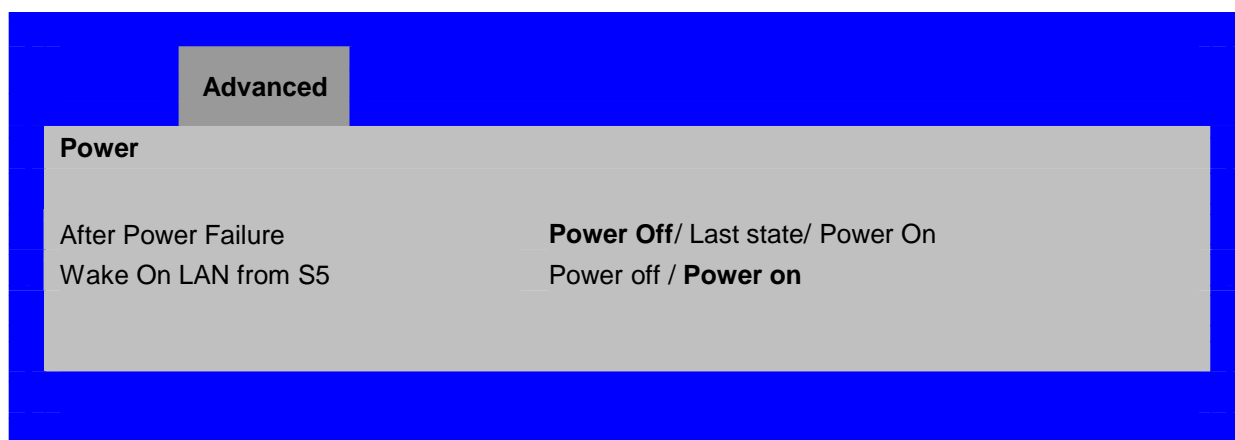 Advanced
Power
After Power Failure Power Off/ Last state/ Power On
Wake On LAN from S5 Power off / Power on